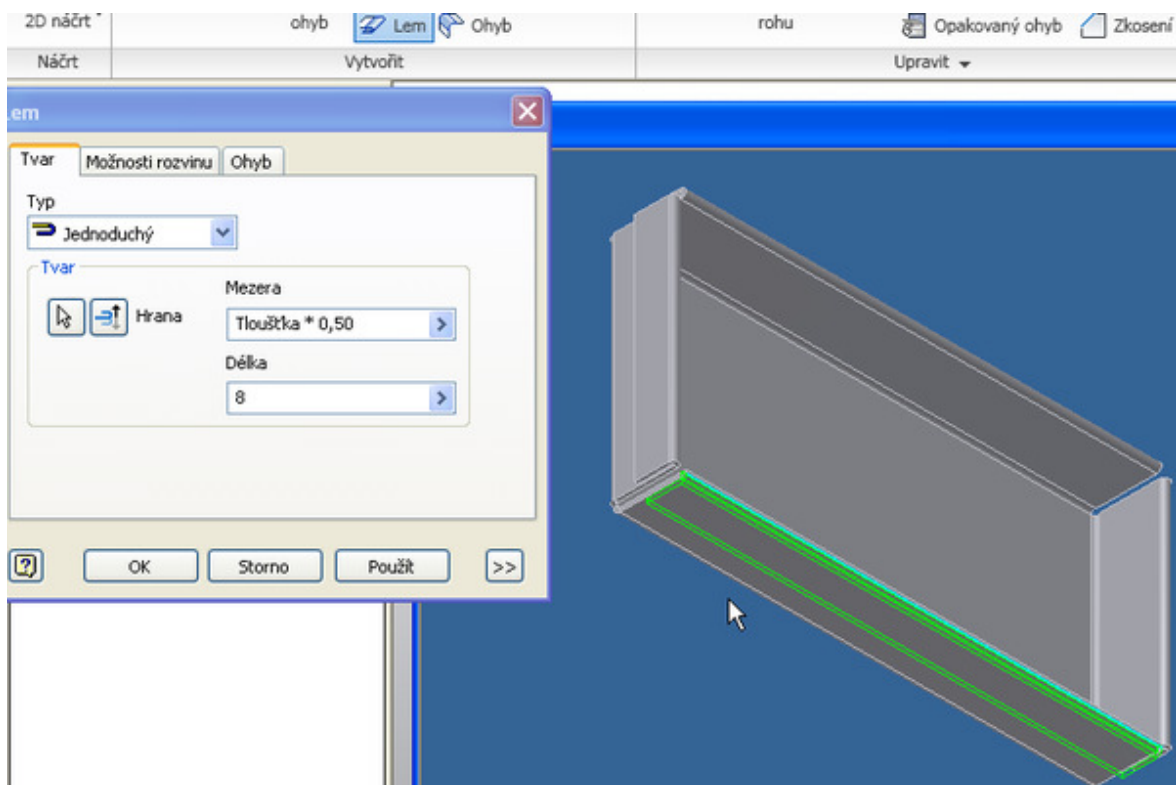 2D náčrt
ohyb
Lem
Ohyb
rohu
Opakovaný ohyb
Zkosení
Náčrt
Vytvořit
Upravit
Tvar
Možnosti rozvinu
Ohyb
Typ
Jednoduchý
Tvar
Mezera
Hrana
Tloušťka * 0,50
Délka
8
OK
Storno
Použít
>>